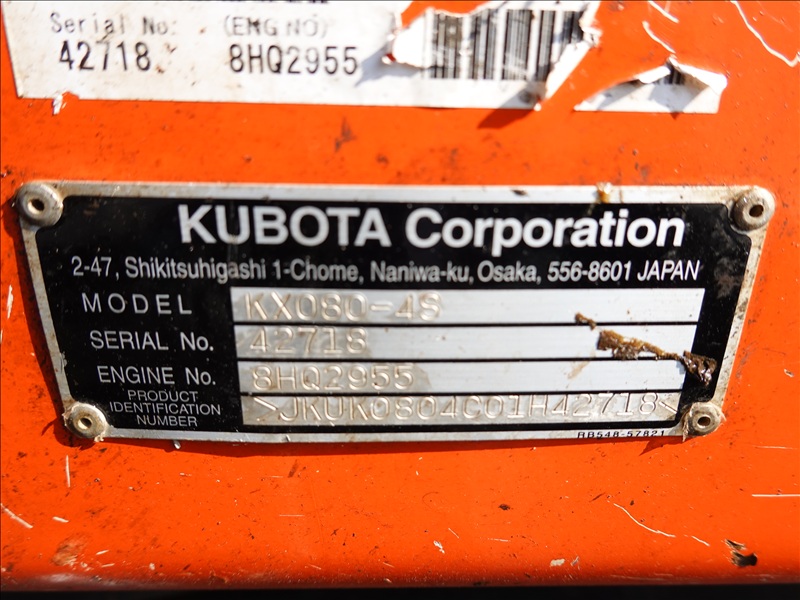 Serial No. (ENG NO)
42718 8HQ2955
KUBOTA Corporation
2-47, Shikitsuhigashi 1-Chome, Naniwa-ku, Osaka, 556-8601 JAPAN
MODEL KX080-4S
SERIAL No. 42718
ENGINE No. 8HQ2955
PRODUCT IDENTIFICATION NUMBER >JKUK0804C01H42718<
RB548-57821